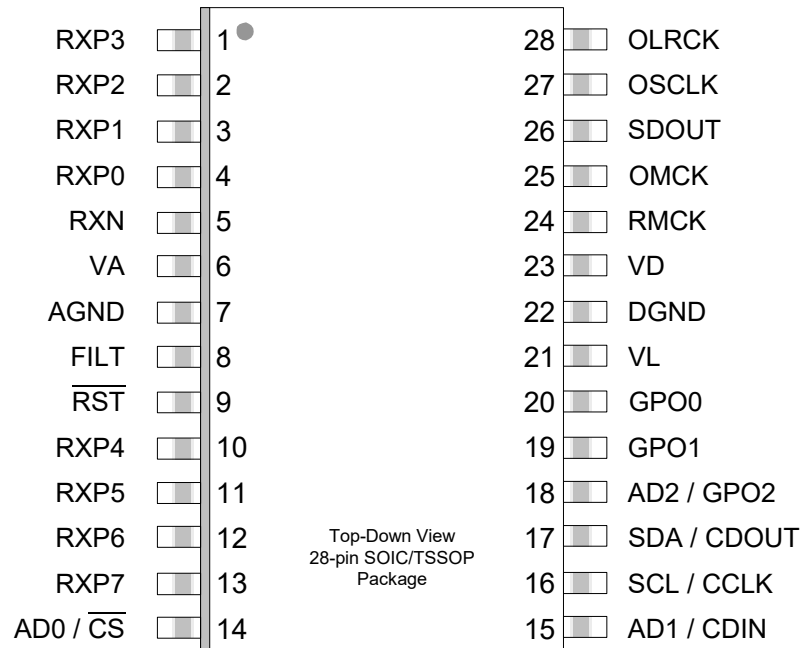 RXP3 1 28 OLRCK
RXP2 2 27 OSCLK
RXP1 3 26 SDOUT
RXP0 4 25 OMCK
RXN 5 24 RMCK
VA 6 23 VD
AGND 7 22 DGND
FILT 8 21 VL
R̅S̅T̅ 9 20 GPO0
RXP4 10 19 GPO1
RXP5 11 18 AD2 / GPO2
RXP6 12 17 SDA / CDOUT
RXP7 13 16 SCL / CCLK
AD0 / C̅S̅ 14 15 AD1 / CDIN
Top-Down View
28-pin SOIC/TSSOP
Package